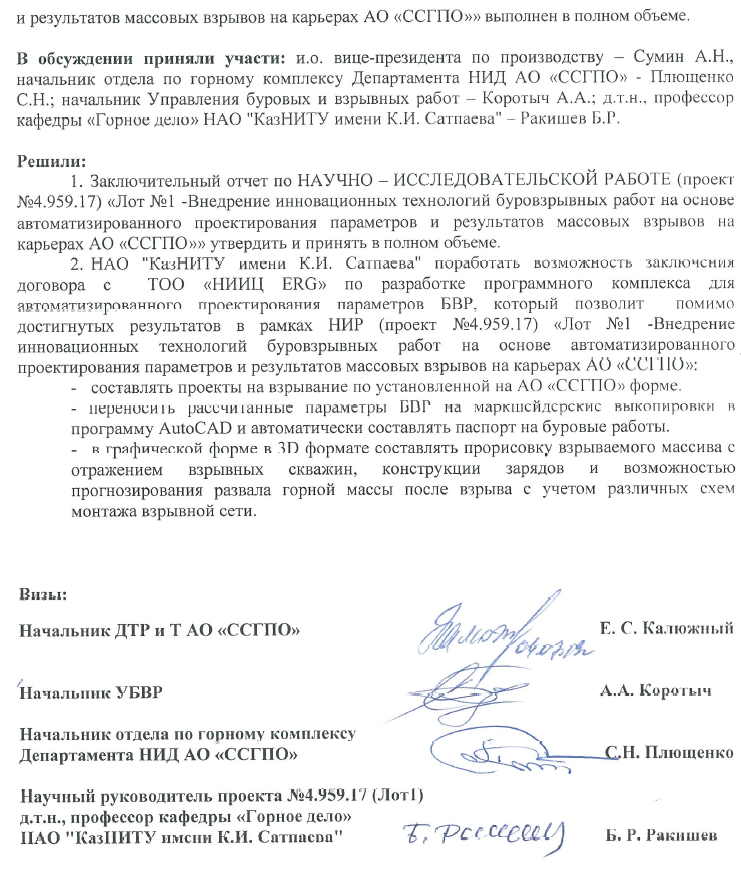 и результатов массовых взрывов на карьерах АО «ССГПО»» выполнен в полном объеме.
В обсуждении приняли участи: и.о. вице-президента по производству – Сумин А.Н.,
начальник отдела по горному комплексу Департамента НИД АО «ССГПО» - Плющенко
С.Н.; начальник Управления буровых и взрывных работ – Коротыч А.А.; д.т.н., профессор
кафедры «Горное дело» НАО "КазНИТУ имени К.И. Сатпаева" – Ракишев Б.Р.
Решили:
1. Заключительный отчет по НАУЧНО – ИССЛЕДОВАТЕЛЬСКОЙ РАБОТЕ (проект
№4.959.17) «Лот №1 -Внедрение инновационных технологий буровзрывных работ на основе
автоматизированного проектирования параметров и результатов массовых взрывов на
карьерах АО «ССГПО»» утвердить и принять в полном объеме.
2. НАО "КазНИТУ имени К.И. Сатпаева" поработать возможность заключения
договора с ТОО «НИИЦ ERG» по разработке программного комплекса для
автоматизированного проектирования параметров БВР, который позволит помимо
достигнутых результатов в рамках НИР (проект №4.959.17) «Лот №1 -Внедрение
инновационных технологий буровзрывных работ на основе автоматизированного
проектирования параметров и результатов массовых взрывов на карьерах АО «ССГПО»:
- составлять проекты на взрывание по установленной на АО «ССГПО» форме.
- переносить рассчитанные параметры БВР на маркшейдерские выкопировки в
программу AutoCAD и автоматически составлять паспорт на буровые работы.
- в графической форме в 3D формате составлять прорисовку взрываемого массива с
отражением взрывных скважин, конструкции зарядов и возможностью
прогнозирования развала горной массы после взрыва с учетом различных схем
монтажа взрывной сети.
Визы:
Начальник ДТР и Т АО «ССГПО» Е. С. Калюжный
Начальник УБВР А.А. Коротыч
Начальник отдела по горному комплексу
Департамента НИД АО «ССГПО» С.Н. Плющенко
Научный руководитель проекта №4.959.17 (Лот1)
д.т.н., профессор кафедры «Горное дело»
НАО "КазНИТУ имени К.И. Сатпаева" Б. Р. Ракишев